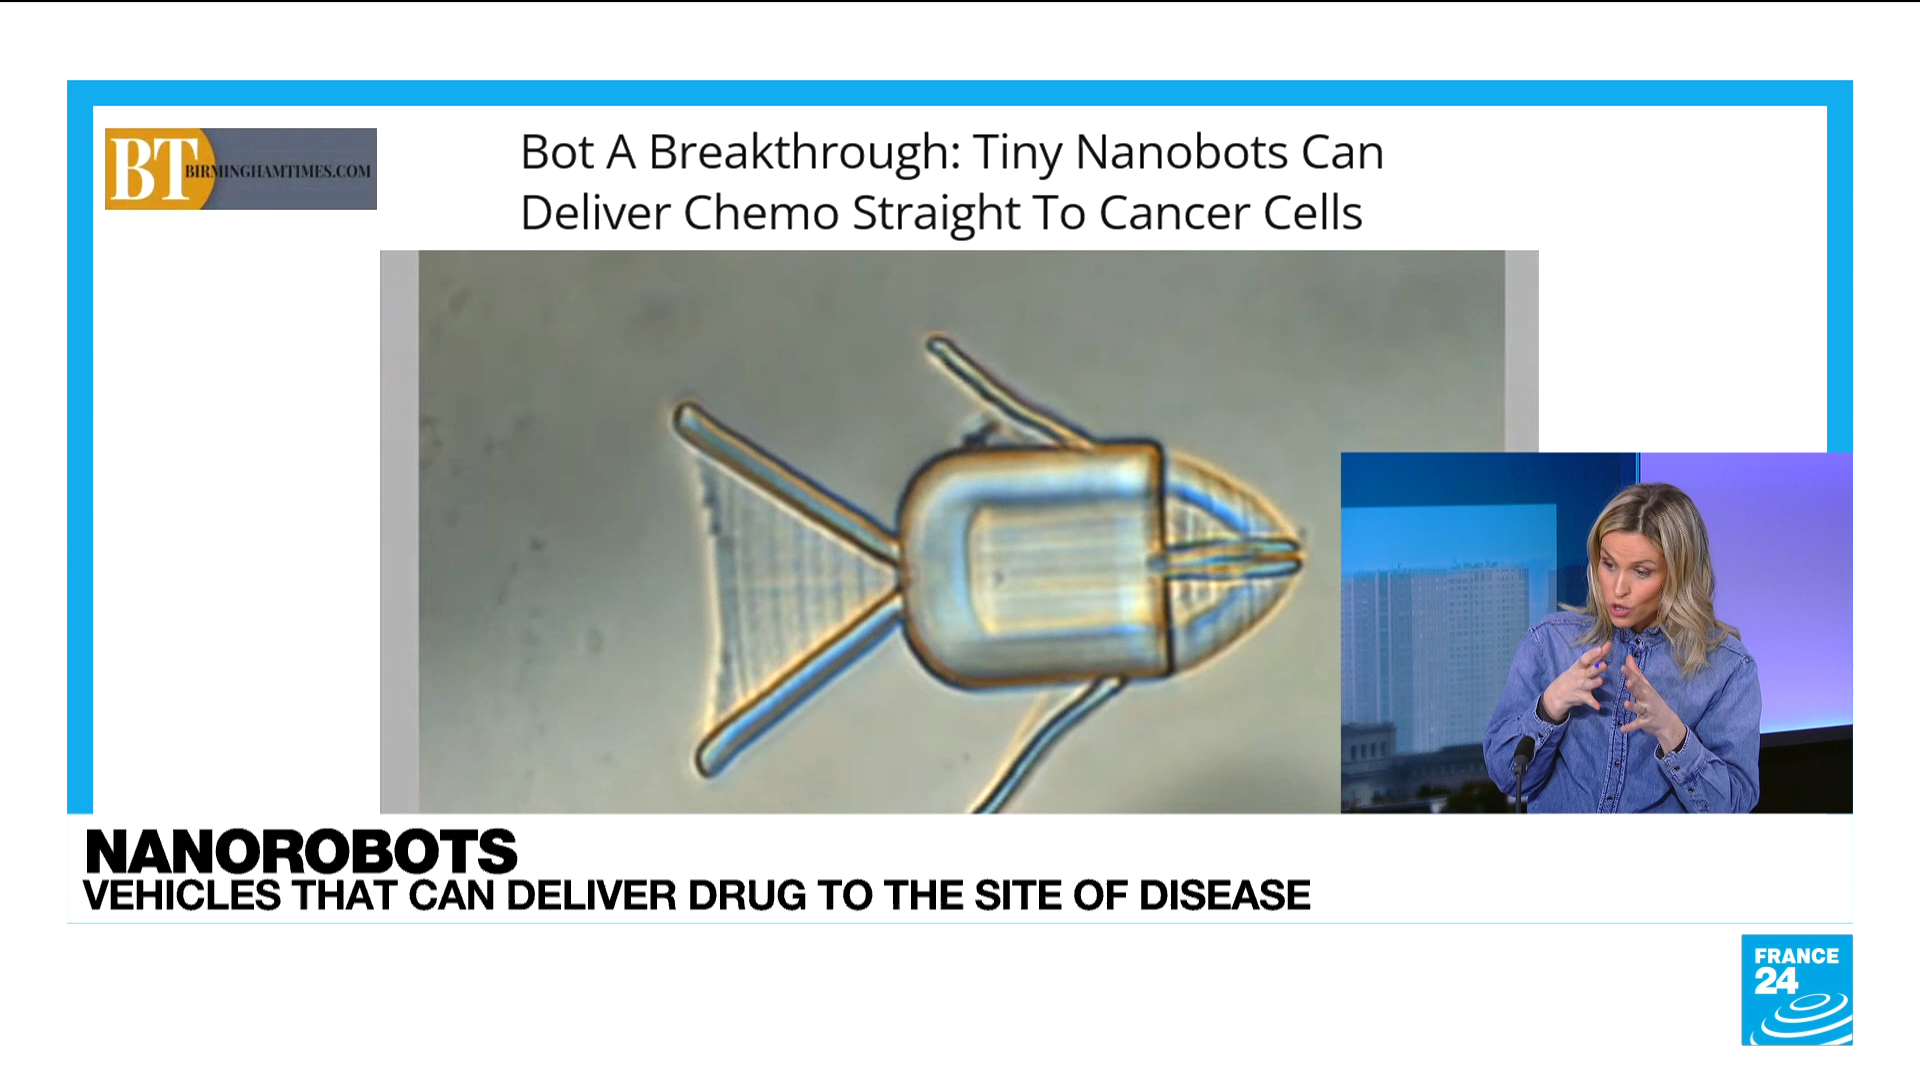 BT
BIRMINGHAMTIMES.COM
Bot A Breakthrough: Tiny Nanobots Can
Deliver Chemo Straight To Cancer Cells
NANOROBOTS
VEHICLES THAT CAN DELIVER DRUG TO THE SITE OF DISEASE
FRANCE
24